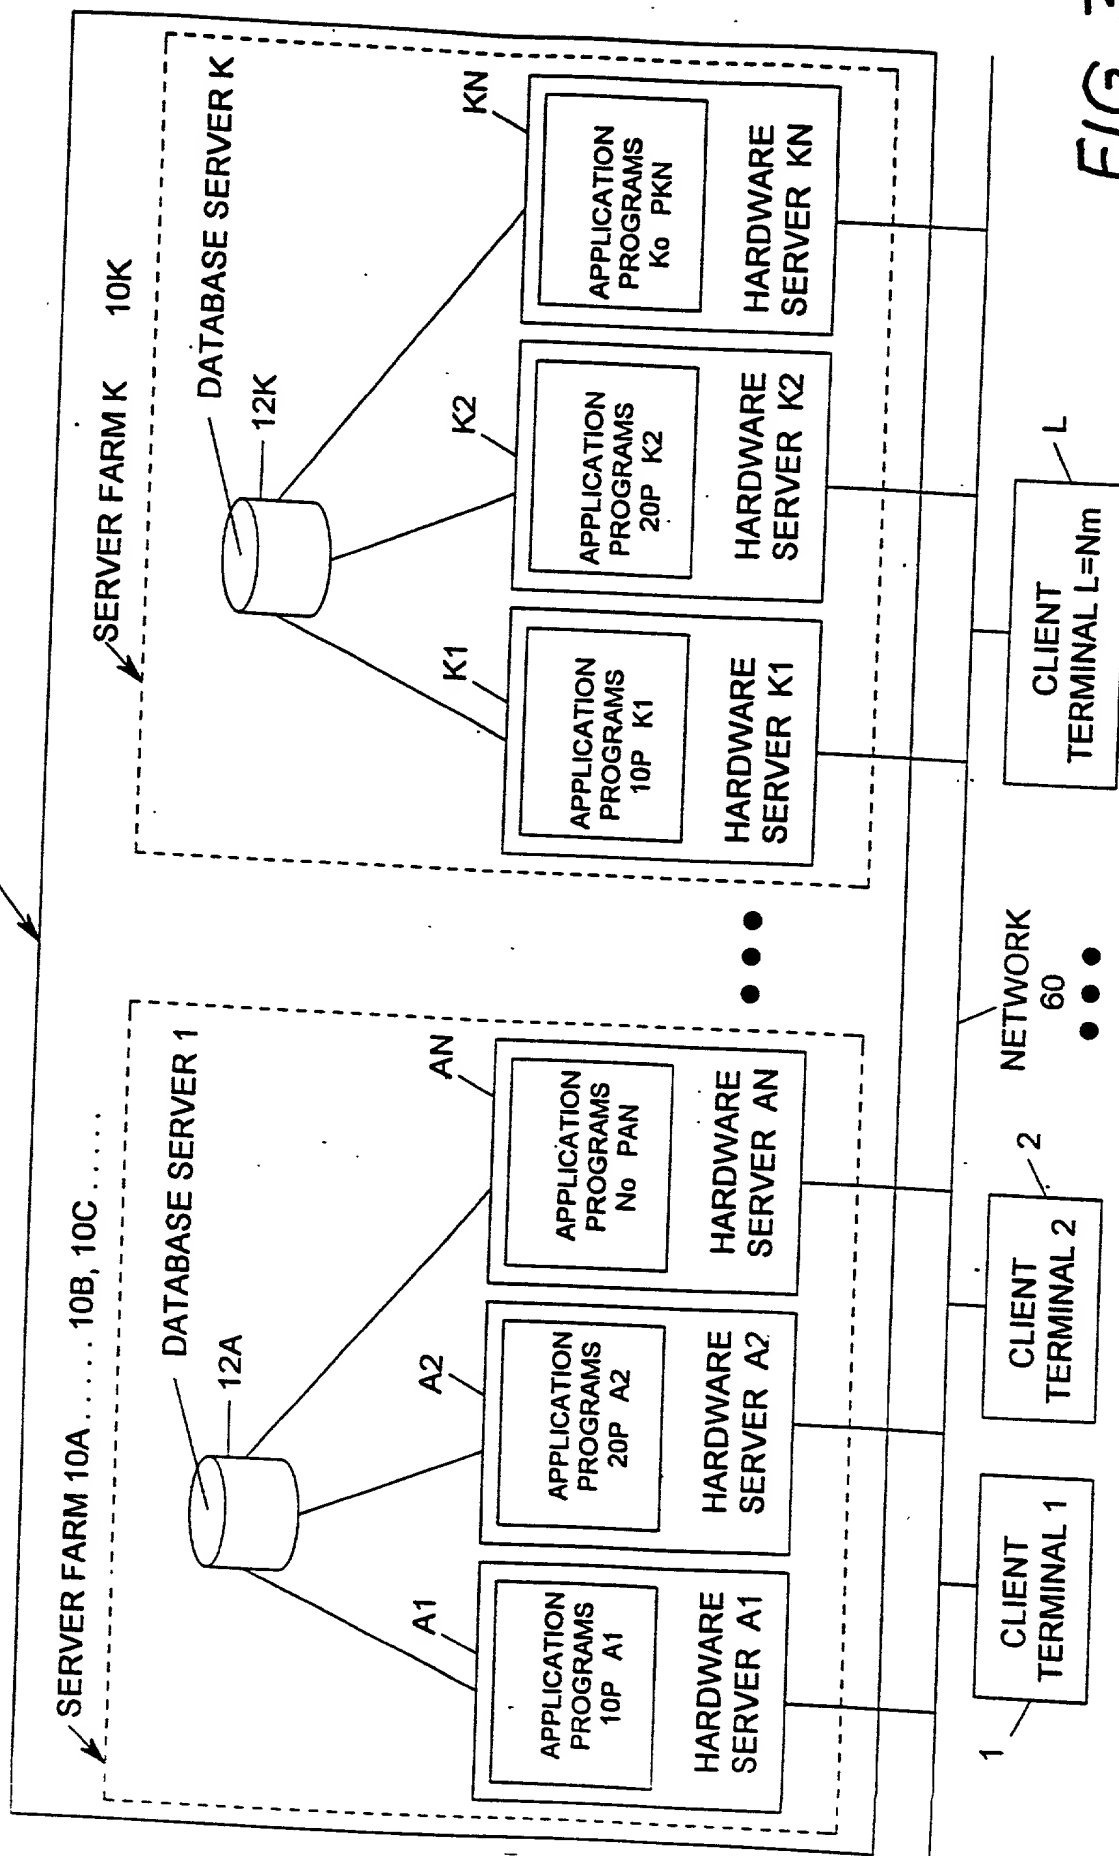 SERVER FARM 10A ..... 10B, 10C .....
DATABASE SERVER 1
12A
A1
APPLICATION
PROGRAMS
10P A1
HARDWARE
SERVER A1
A2
APPLICATION
PROGRAMS
20P A2
HARDWARE
SERVER A2
AN
APPLICATION
PROGRAMS
No PAN
HARDWARE
SERVER AN
SERVER FARM K 10K
DATABASE SERVER K
12K
K1
APPLICATION
PROGRAMS
10P K1
HARDWARE
SERVER K1
K2
APPLICATION
PROGRAMS
20P K2
HARDWARE
SERVER K2
KN
APPLICATION
PROGRAMS
Ko PKN
HARDWARE
SERVER KN
1
CLIENT
TERMINAL 1
2
CLIENT
TERMINAL 2
NETWORK
60
L
CLIENT
TERMINAL L=Nm
FIG